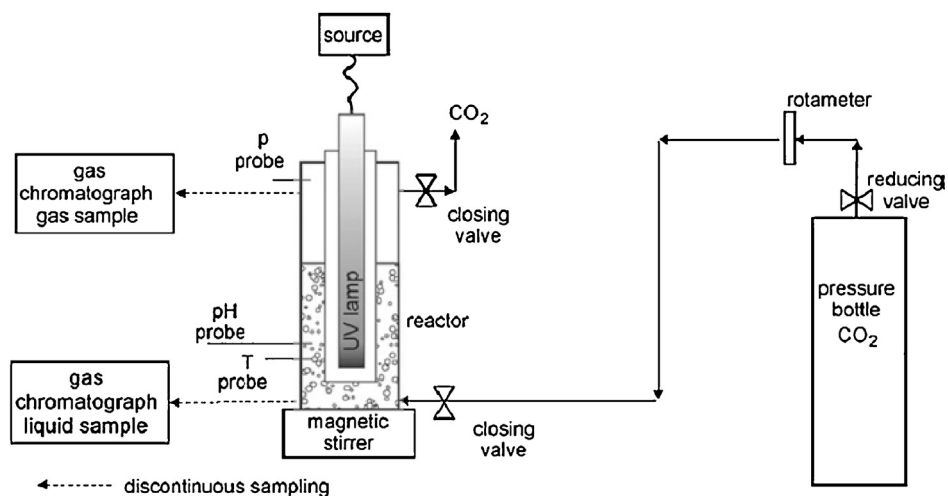 source
CO2
rotameter
p
probe
gas
chromatograph
gas sample
closing
valve
reducing
valve
UV lamp
reactor
pressure
bottle
CO2
pH
probe
T
probe
gas
chromatograph
liquid sample
magnetic
stirrer
closing
valve
discontinuous sampling